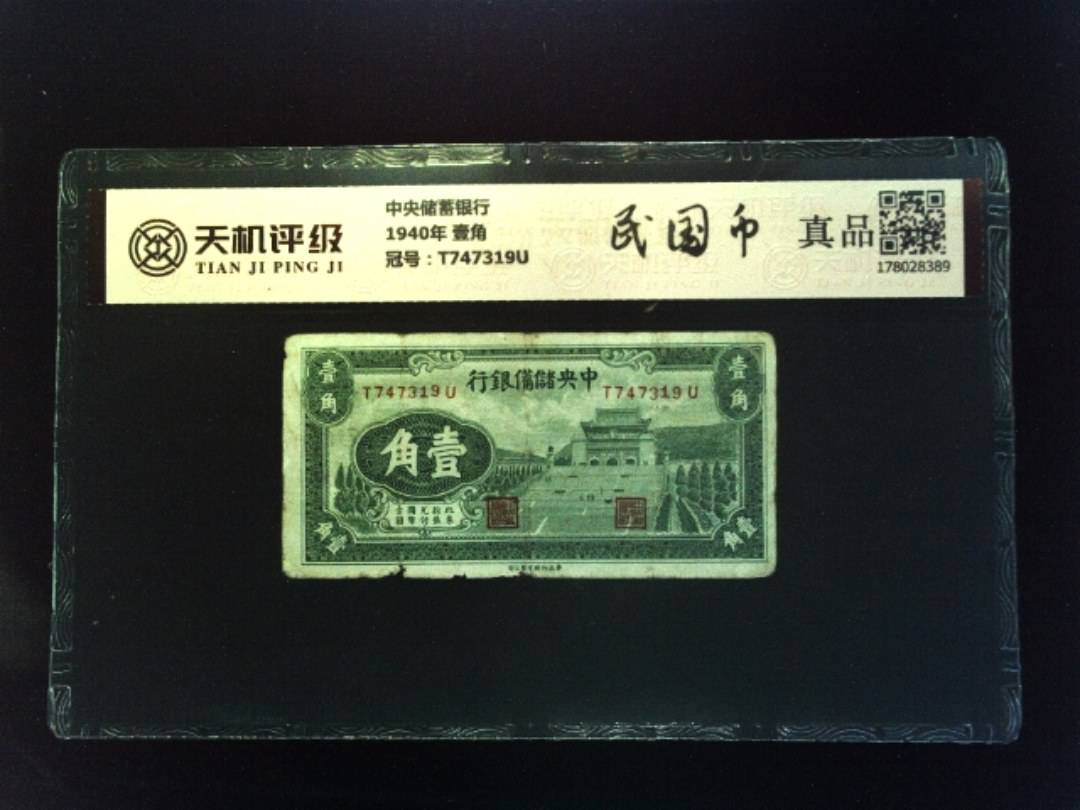 天机评级
TIAN JI PING JI
中央储蓄银行
1940年 壹角
冠号:T747319U
民国币
真品
178028389
壹角
壹角
行銀備儲央中
T747319U
T747319U
角壹
壹角
壹角